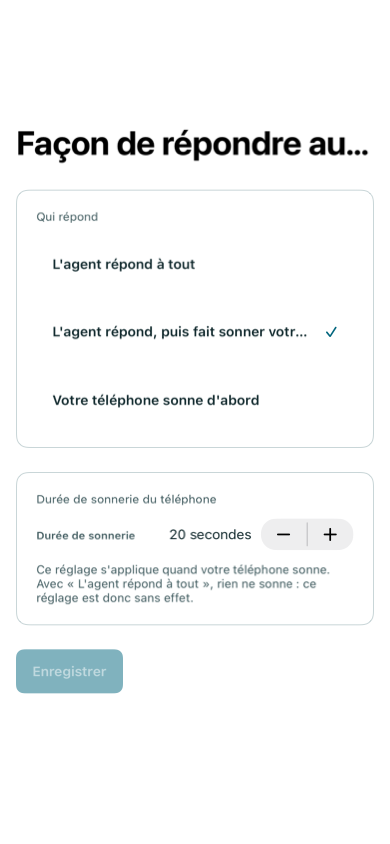 Façon de répondre au...
Qui répond
L'agent répond à tout
L'agent répond, puis fait sonner votr...
Votre téléphone sonne d'abord
Durée de sonnerie du téléphone
Durée de sonnerie 20 secondes
Ce réglage s'applique quand votre téléphone sonne.
Avec « L'agent répond à tout », rien ne sonne : ce
réglage est donc sans effet.
Enregistrer